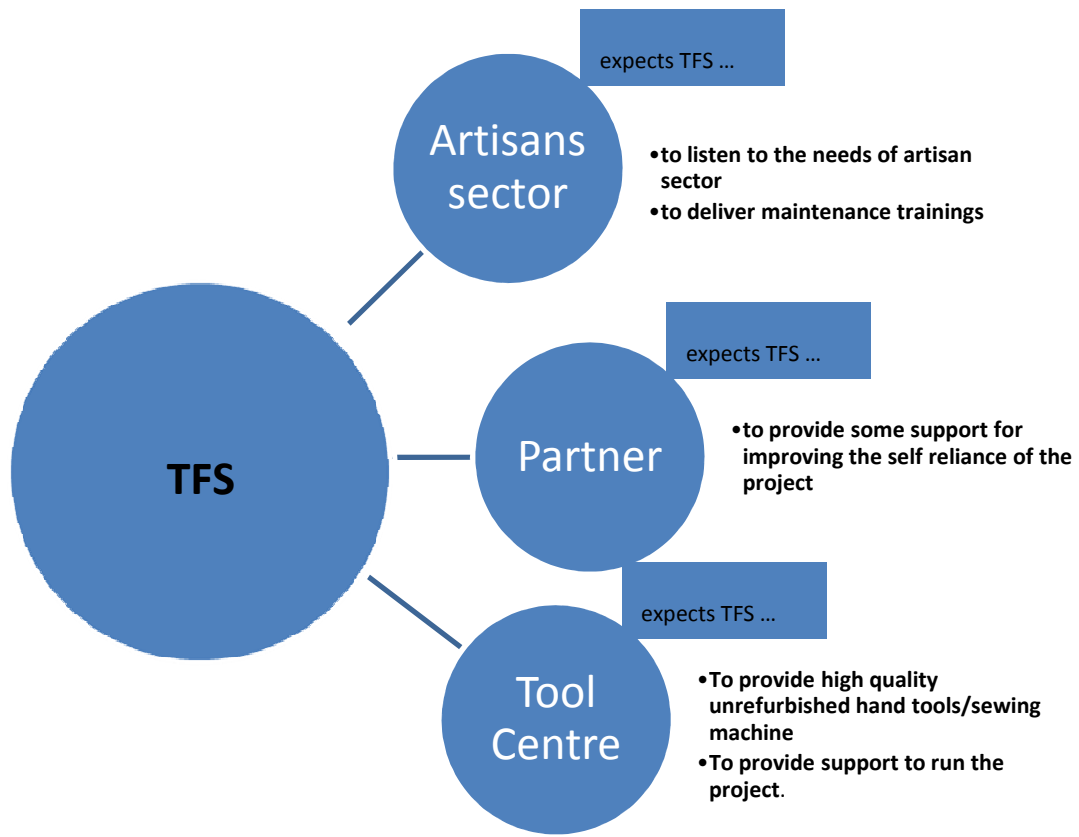 expects TFS ...
Artisans
sector
•to listen to the needs of artisan
sector
•to deliver maintenance trainings
expects TFS ...
Partner
•to provide some support for
improving the self reliance of the
project
TFS
expects TFS ...
Tool
Centre
•To provide high quality
unrefurbished hand tools/sewing
machine
•To provide support to run the
project.